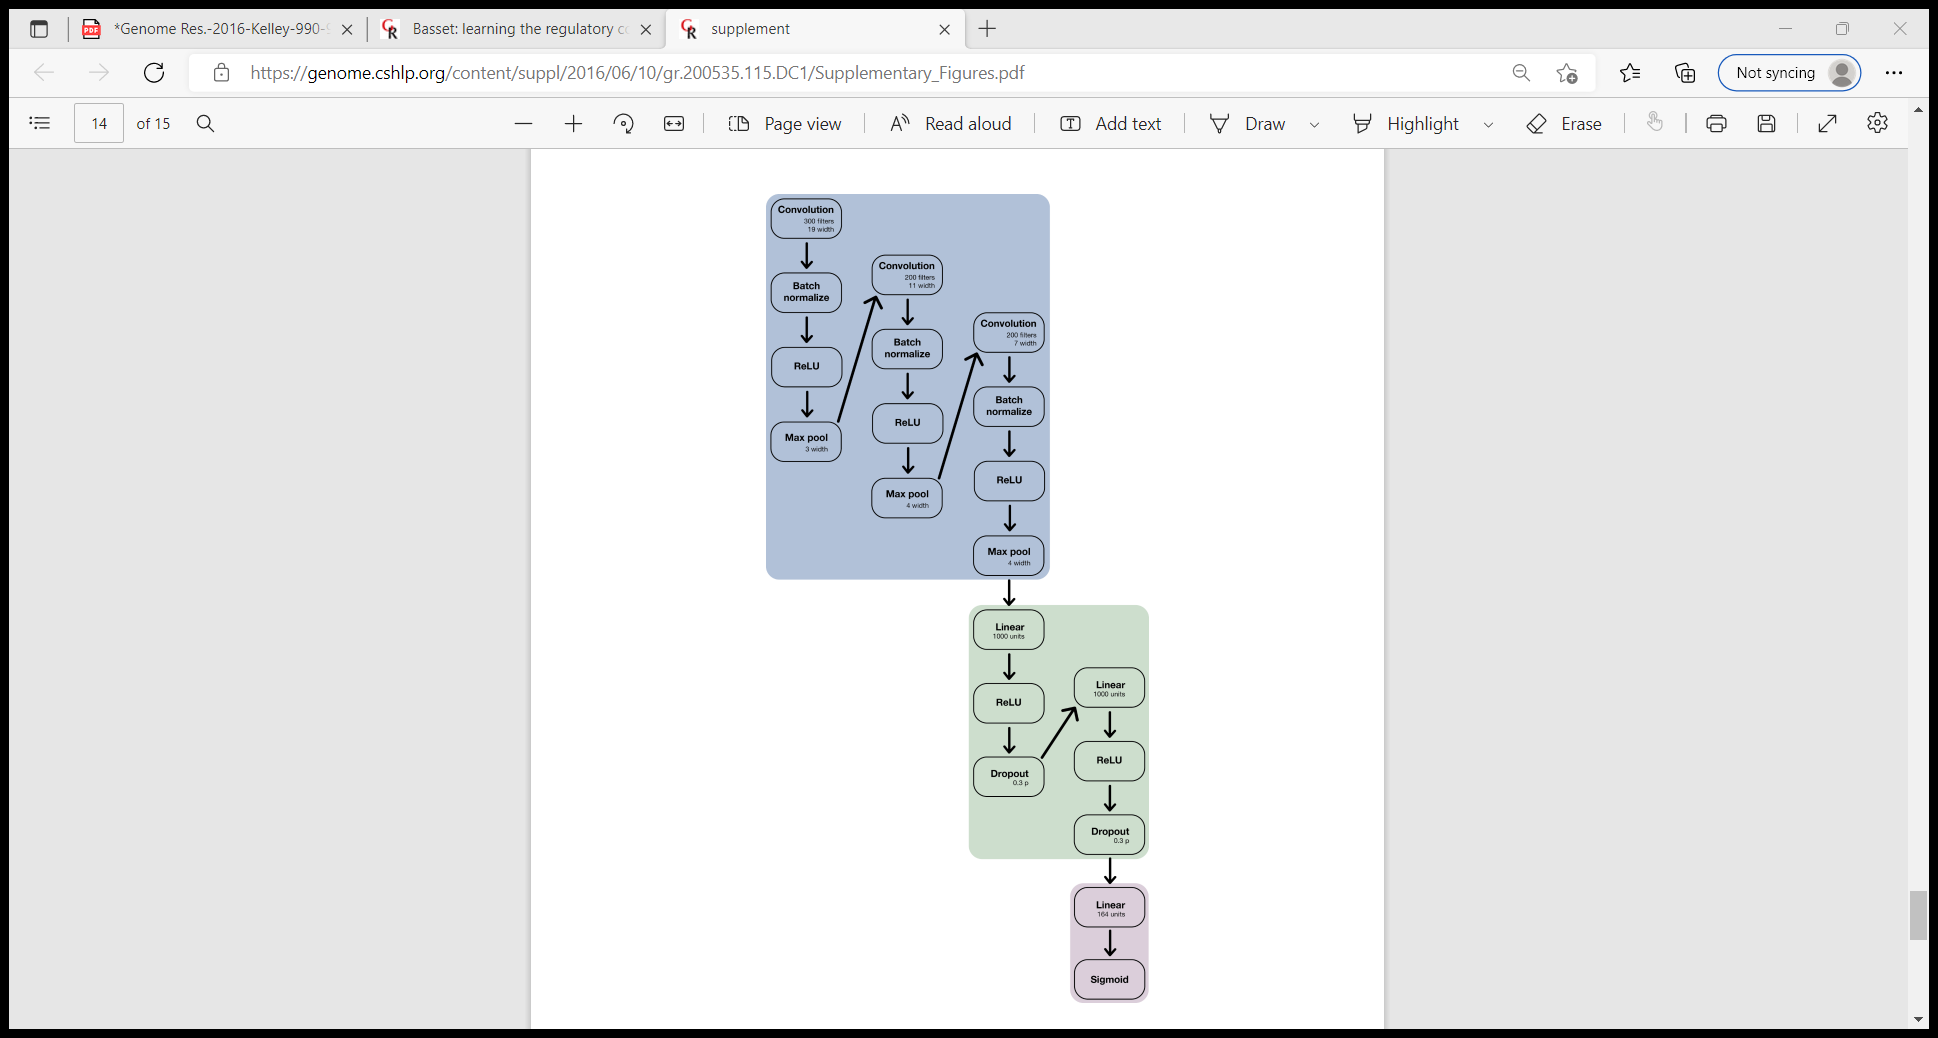 *Genome Res.-2016-Kelley-990-9
Basset: learning the regulatory co
supplement
https://genome.cshlp.org/content/suppl/2016/06/10/gr.200535.115.DC1/Supplementary_Figures.pdf
Not syncing
14
of 15
Page view
Read aloud
Add text
Draw
Highlight
Erase
Convolution
300 filters
19 width
Batch
normalize
ReLU
Max pool
3 width
Convolution
200 filters
11 width
Batch
normalize
ReLU
Max pool
4 width
Convolution
200 filters
7 width
Batch
normalize
ReLU
Max pool
4 width
Linear
1000 units
ReLU
Dropout
0.3 p
Linear
1000 units
ReLU
Dropout
0.3 p
Linear
164 units
Sigmoid